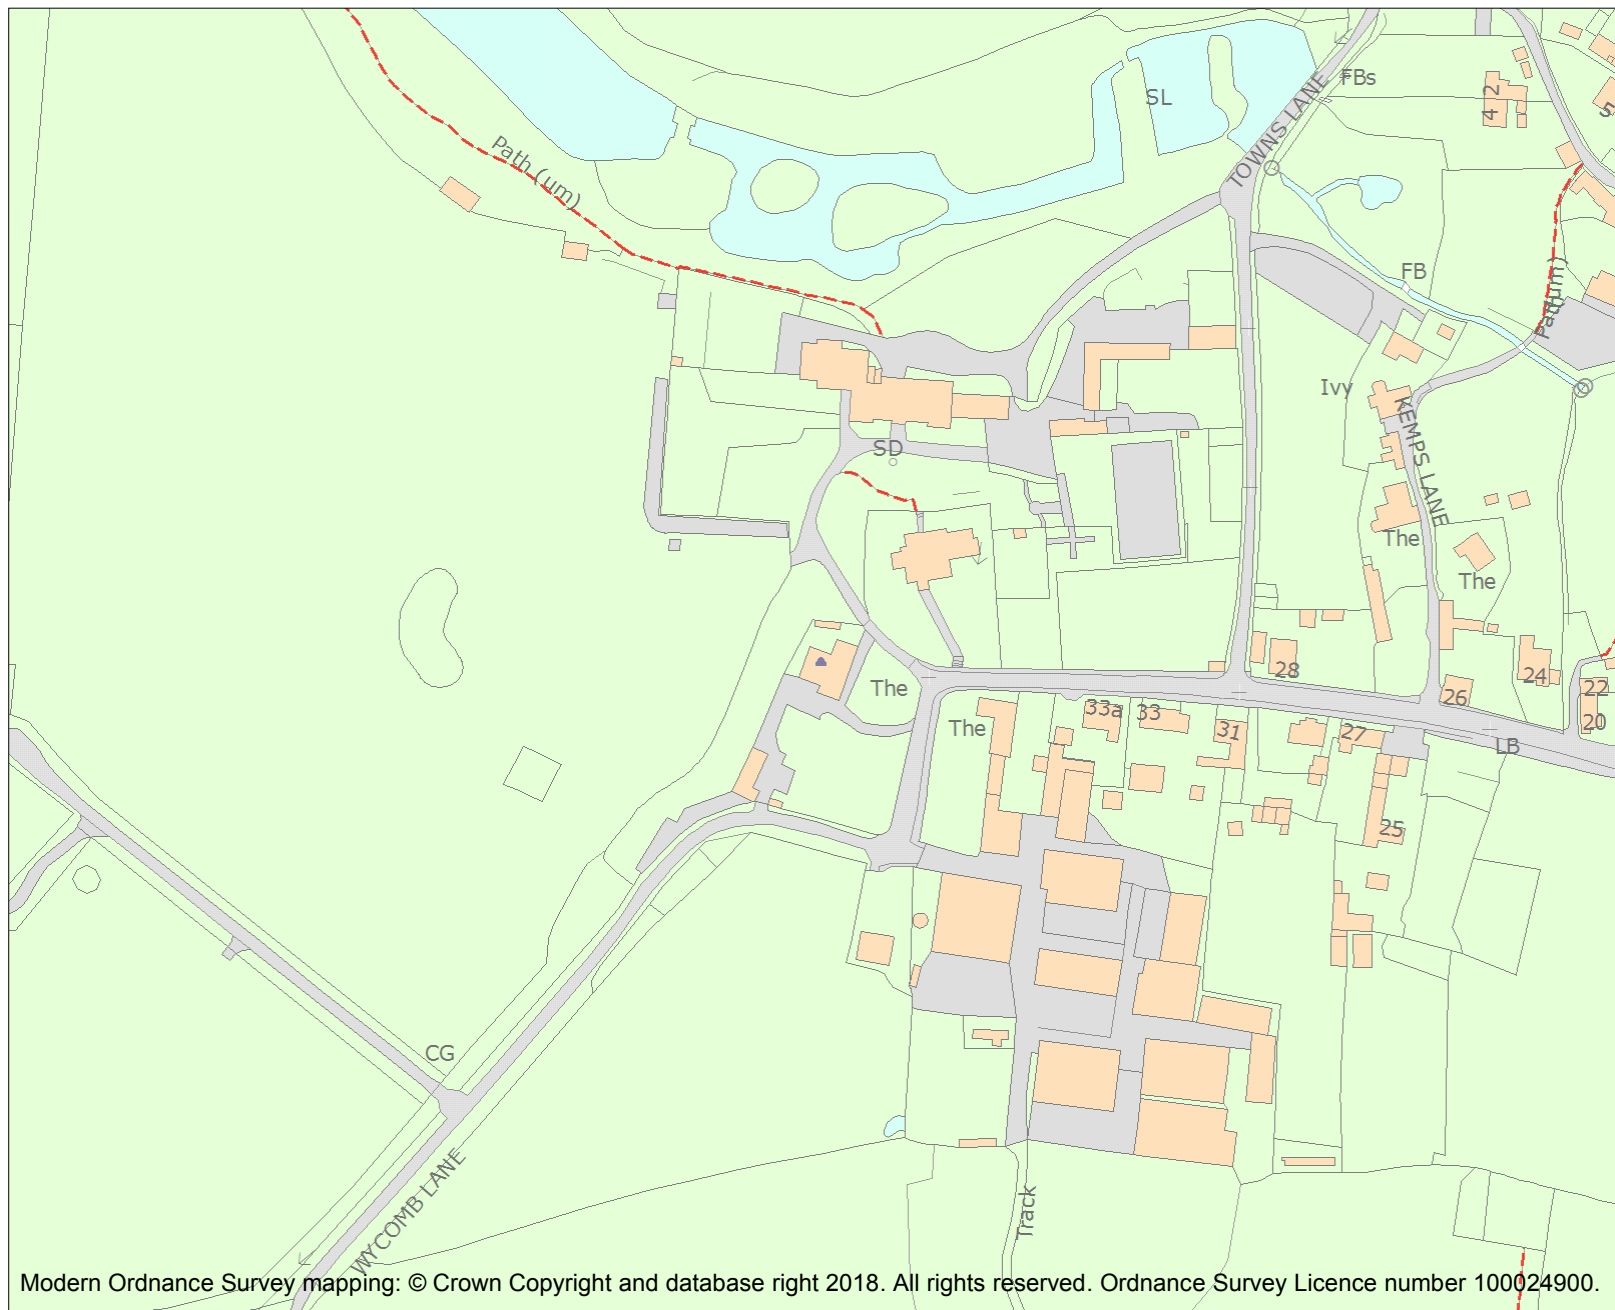 FBs
SL
TOWNS LANE
4 2
5
Path (um)
FB
Path(um)
Ivy
KEMPS LANE
SD
The
The
28
24
22
26
20
The
The
33a
33
31
27
LB
25
CG
WYCOMB LANE
Track
Modern Ordnance Survey mapping: © Crown Copyright and database right 2018. All rights reserved. Ordnance Survey Licence number 100024900.